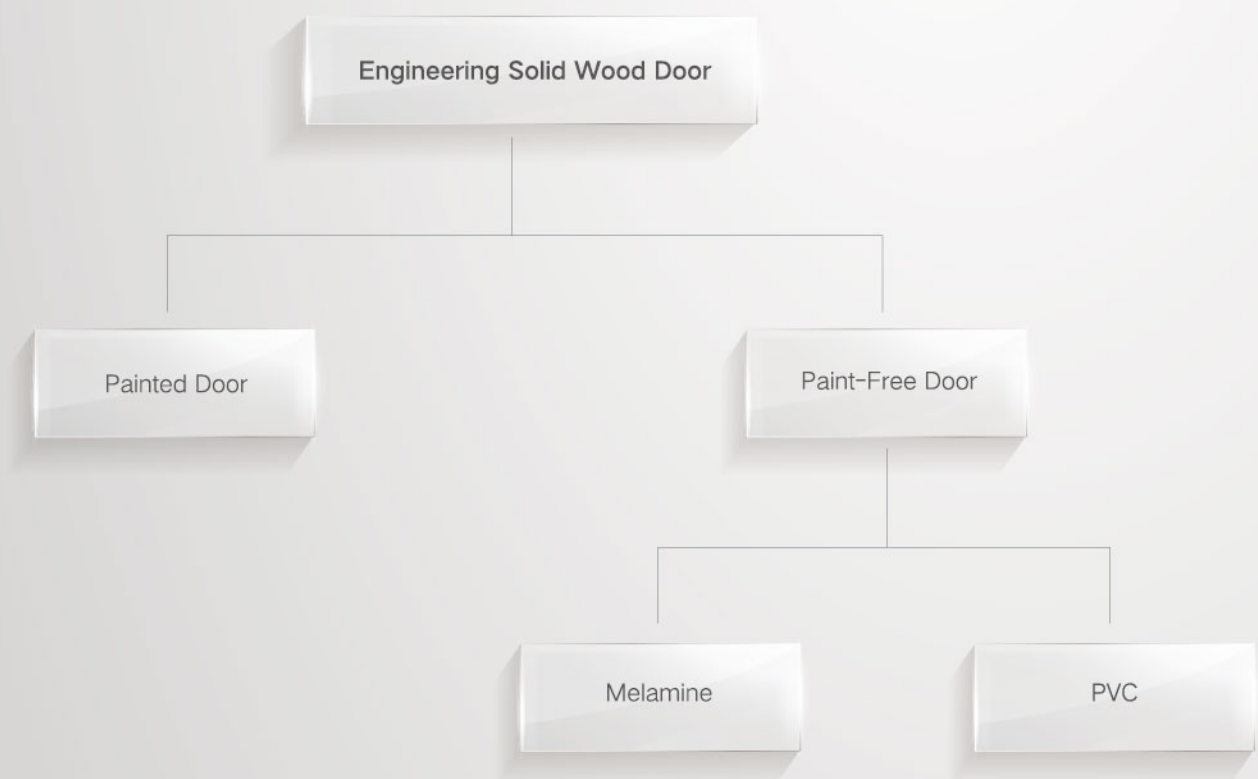 Engineering Solid Wood Door
Painted Door
Paint-Free Door
Melamine
PVC